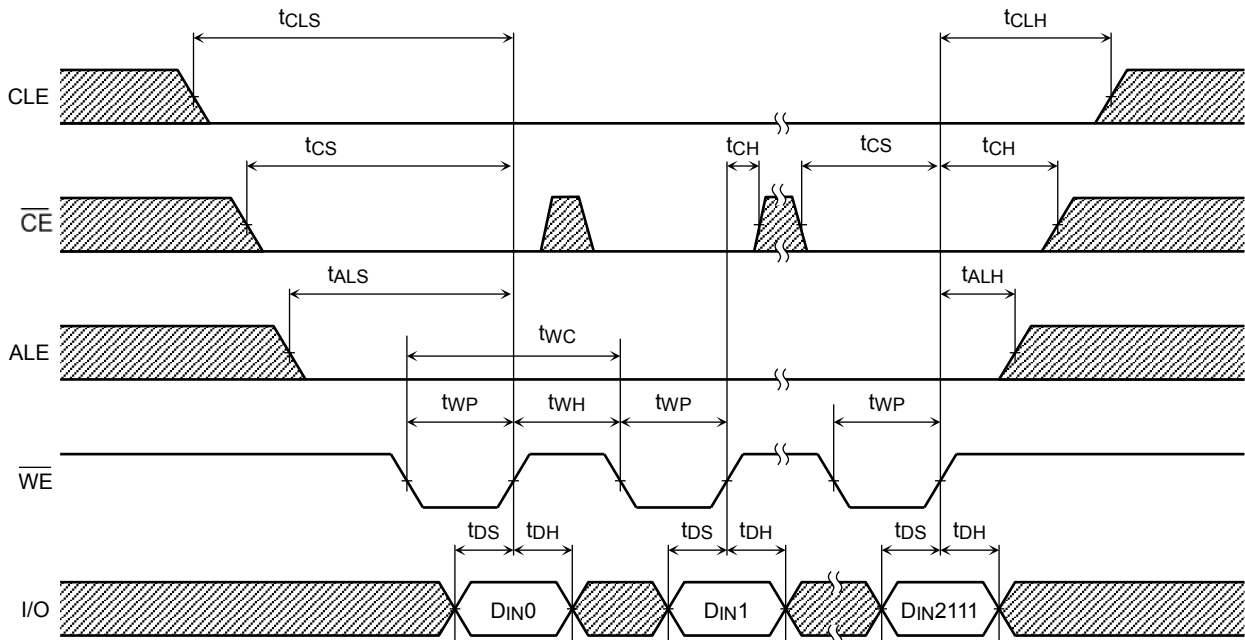 tCLS tCLH
CLE
tCS tCH tCS tCH
CE
tALS tALH
ALE
tWC
tWP tWH tWP tWP
WE
tDS tDH tDS tDH tDS tDH
I/O DIN0 DIN1 DIN2111